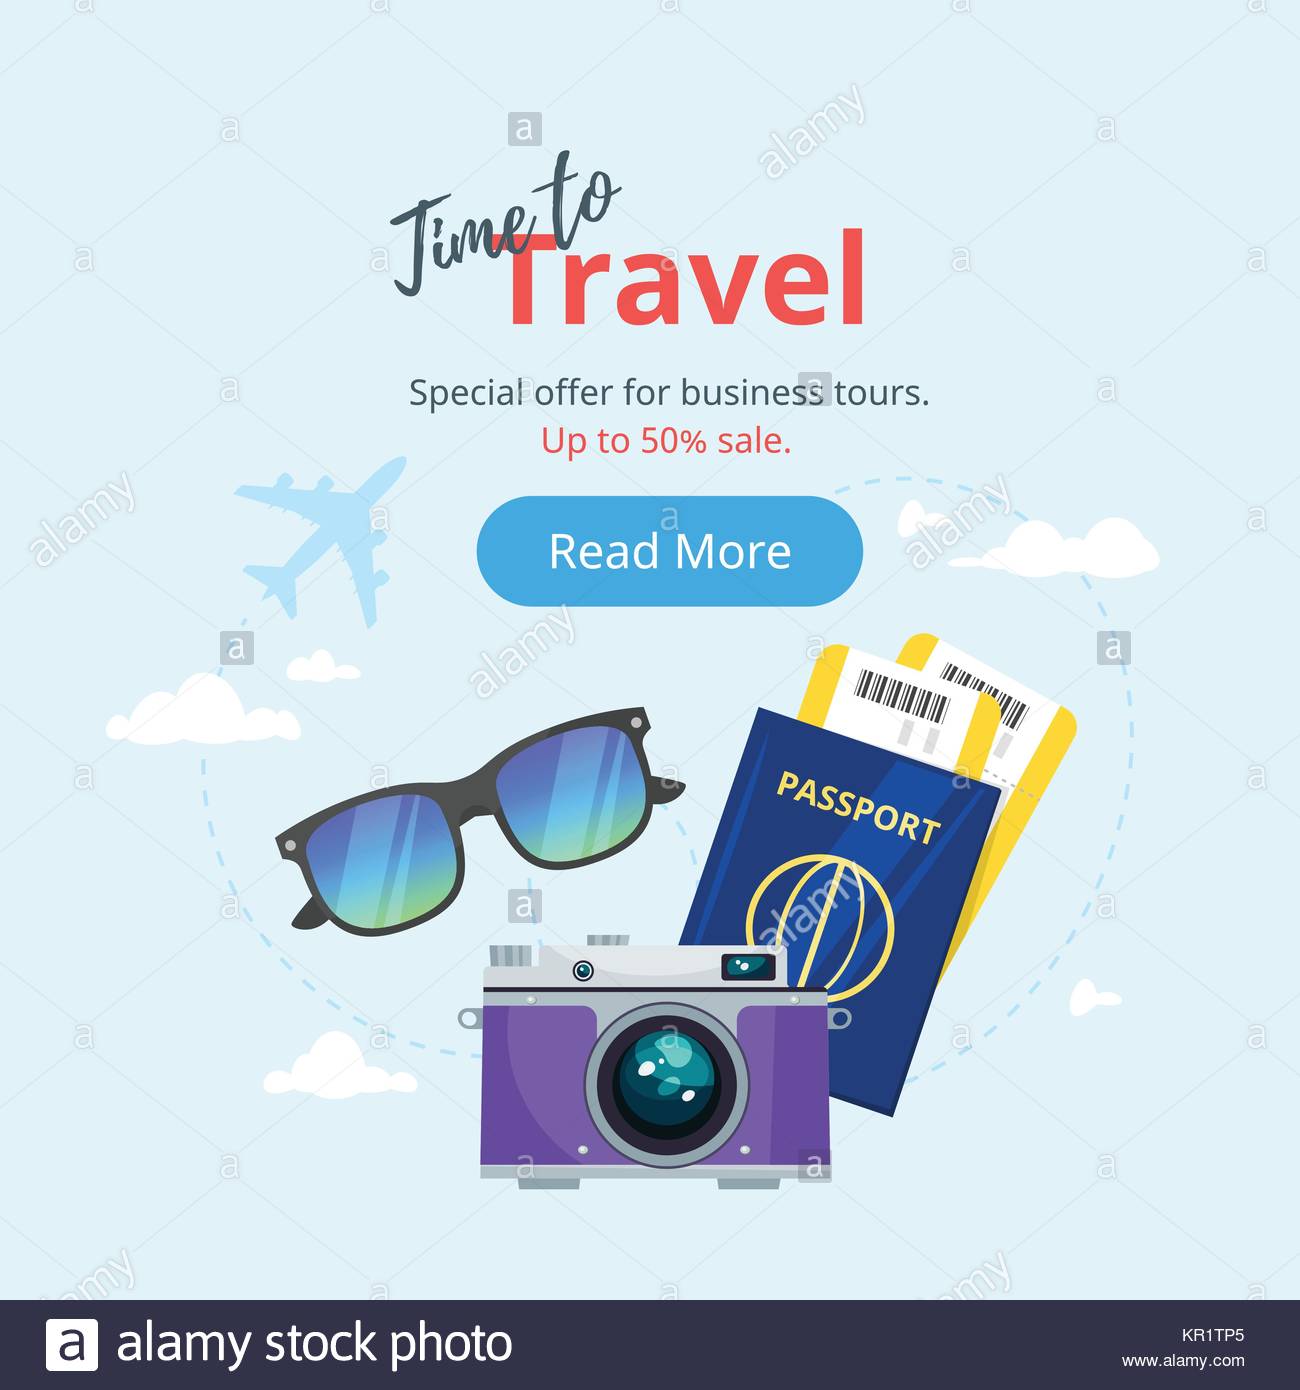 Time to
Travel
Special offer for business tours.
Up to 50% sale.
Read More
PASSPORT
a alamy stock photo
KR1TP5
www.alamy.com